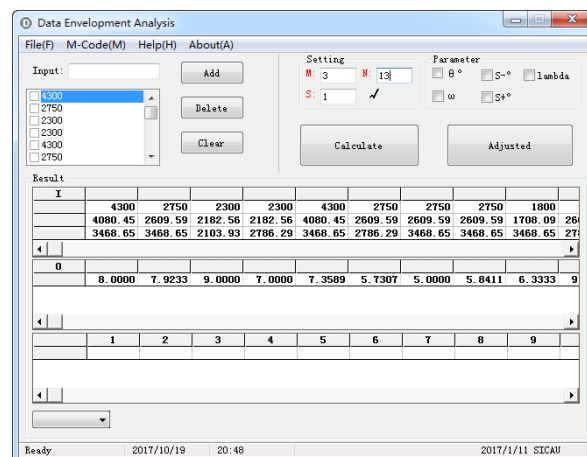 Data Envelopment Analysis
File(F) M-Code(M) Help(H) About(A)
Input:
Add
Delete
Clear
4300
2750
2300
2300
4300
2750
Setting
M: 3 N: 13
S: 1 ✓
Parameter
θ° S-° lambda
ω S+°
Calculate
Adjusted
Result
I
4300 2750 2300 2300 4300 2750 2750 2750 1800
4080.45 2609.59 2182.56 2182.56 4080.45 2609.59 2609.59 2609.59 1708.09 260
3468.65 3468.65 2103.93 2786.29 3468.65 2786.29 3468.65 3468.65 3468.65 278
O
8.0000 7.9233 9.0000 7.0000 7.3589 5.7307 5.0000 5.8411 6.3333 9
1 2 3 4 5 6 7 8 9
Ready 2017/10/19 20:48 2017/1/11 SICAU